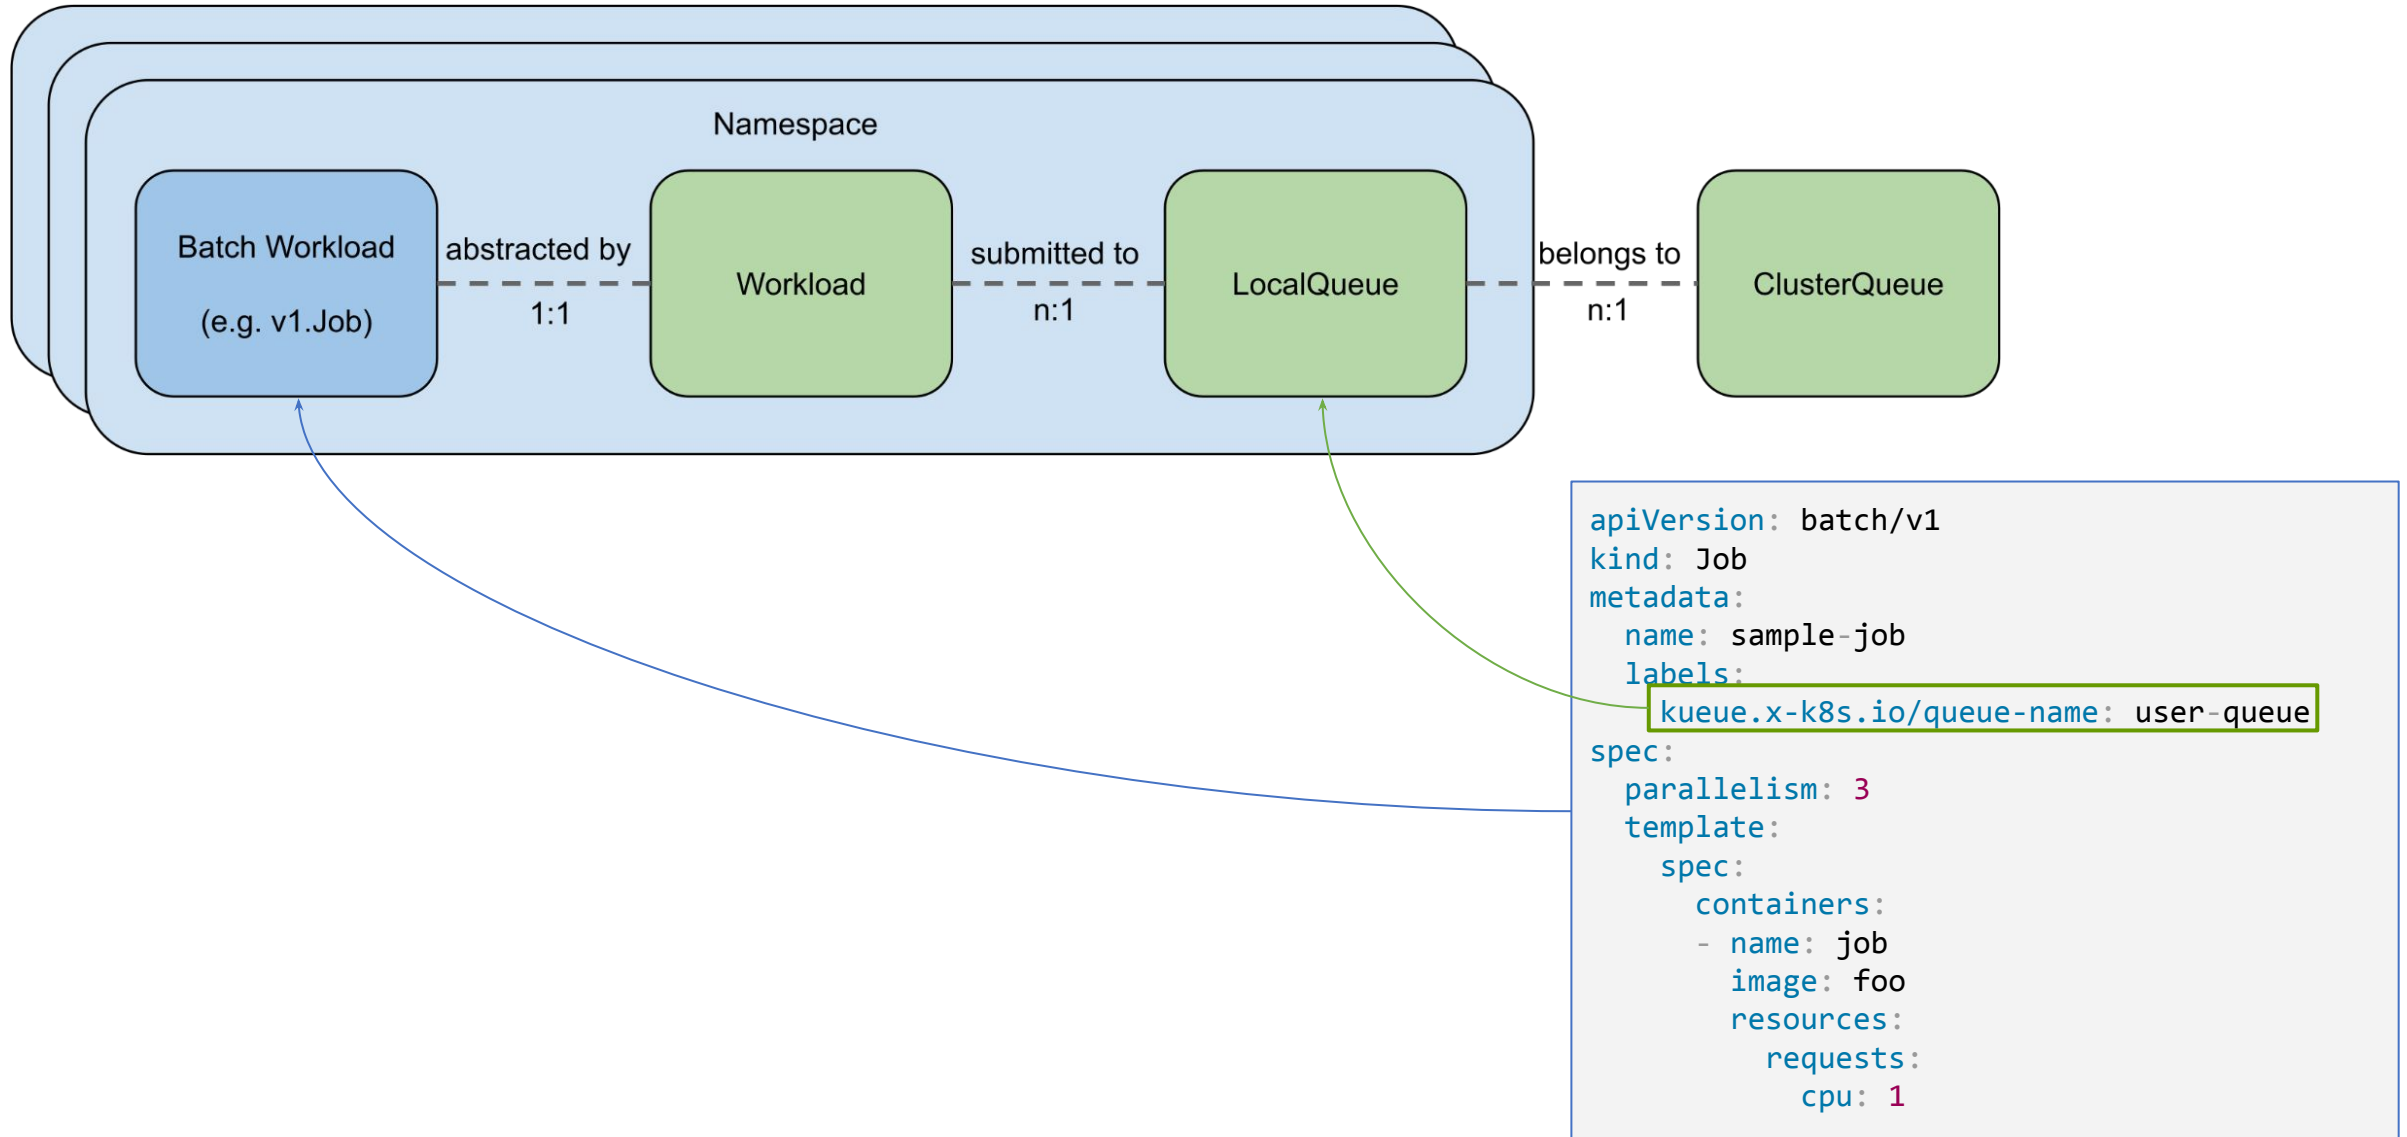 Namespace
Batch Workload
(e.g. v1.Job)
abstracted by
1:1
Workload
submitted to
n:1
LocalQueue
belongs to
n:1
ClusterQueue
apiVersion: batch/v1
kind: Job
metadata:
  name: sample-job
  labels:
    kueue.x-k8s.io/queue-name: user-queue
spec:
  parallelism: 3
  template:
    spec:
      containers:
      - name: job
        image: foo
        resources:
          requests:
            cpu: 1